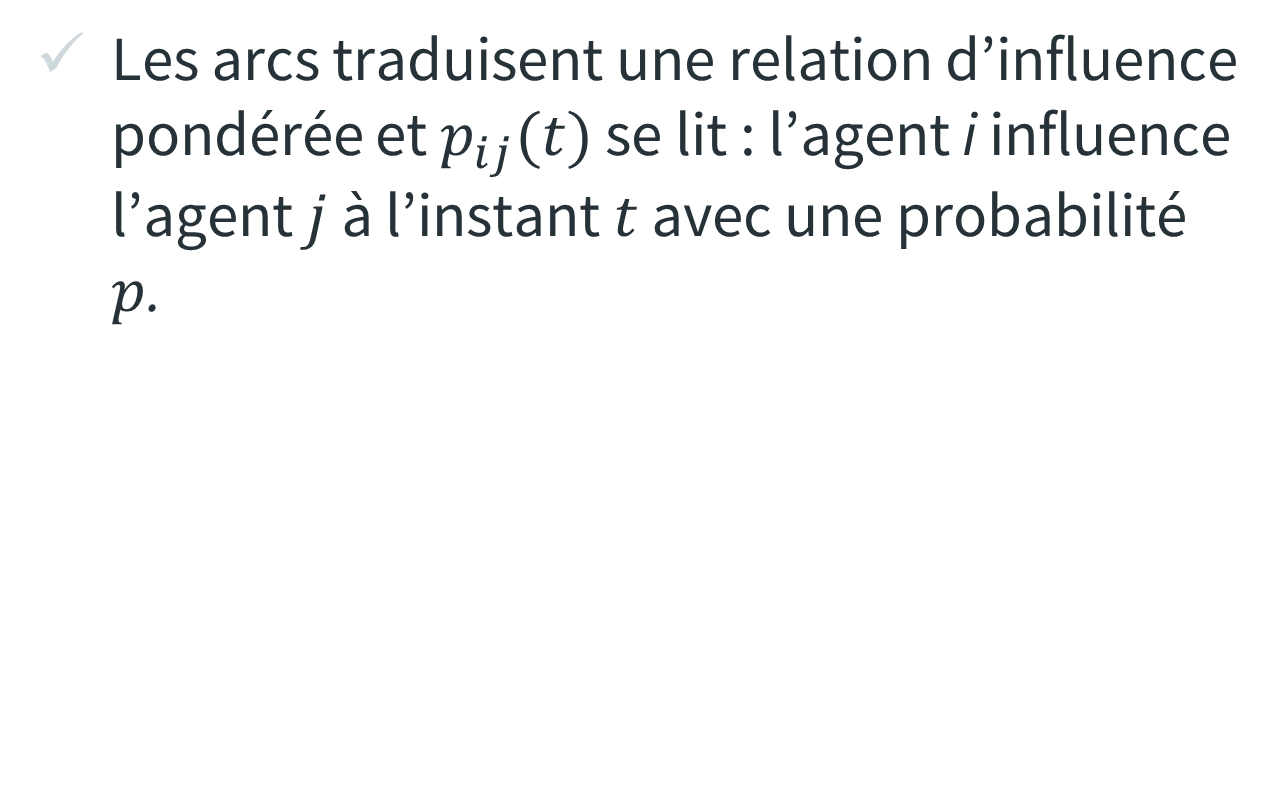 ✓ Les arcs traduisent une relation d’influence
pondérée et $p_{ij}(t)$ se lit : l’agent i influence
l’agent $j$ à l’instant $t$ avec une probabilité
$p$.